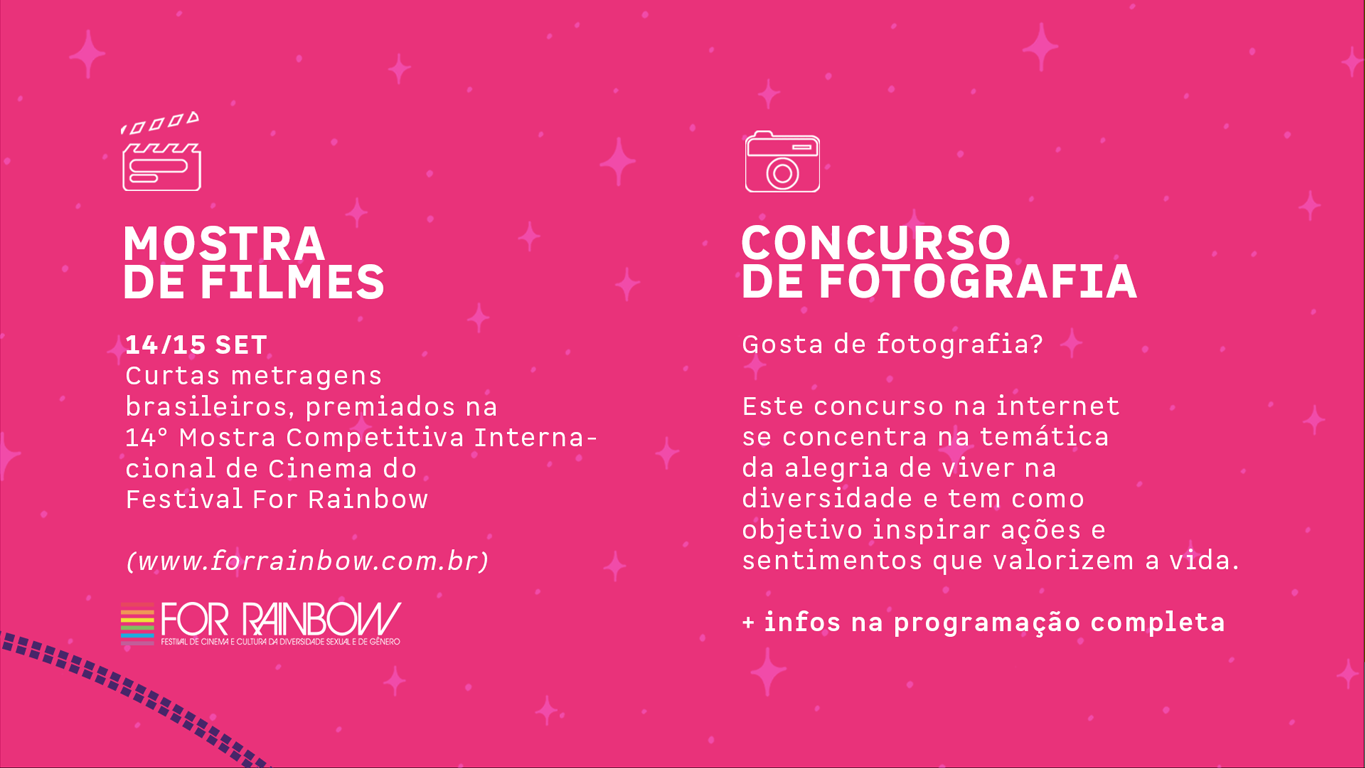 MOSTRA
DE FILMES
14/15 SET
Curtas metragens
brasileiros, premiados na
14° Mostra Competitiva Interna-
cional de Cinema do
Festival For Rainbow
(www.forrainbow.com.br)
FOR RAINBOW
FESTIVAL DE CINEMA E CULTURA DA DIVERSIDADE SEXUAL E DE GÊNERO
CONCURSO
DE FOTOGRAFIA
Gosta de fotografia?
Este concurso na internet
se concentra na temática
da alegria de viver na
diversidade e tem como
objetivo inspirar ações e
sentimentos que valorizem a vida.
+ infos na programação completa